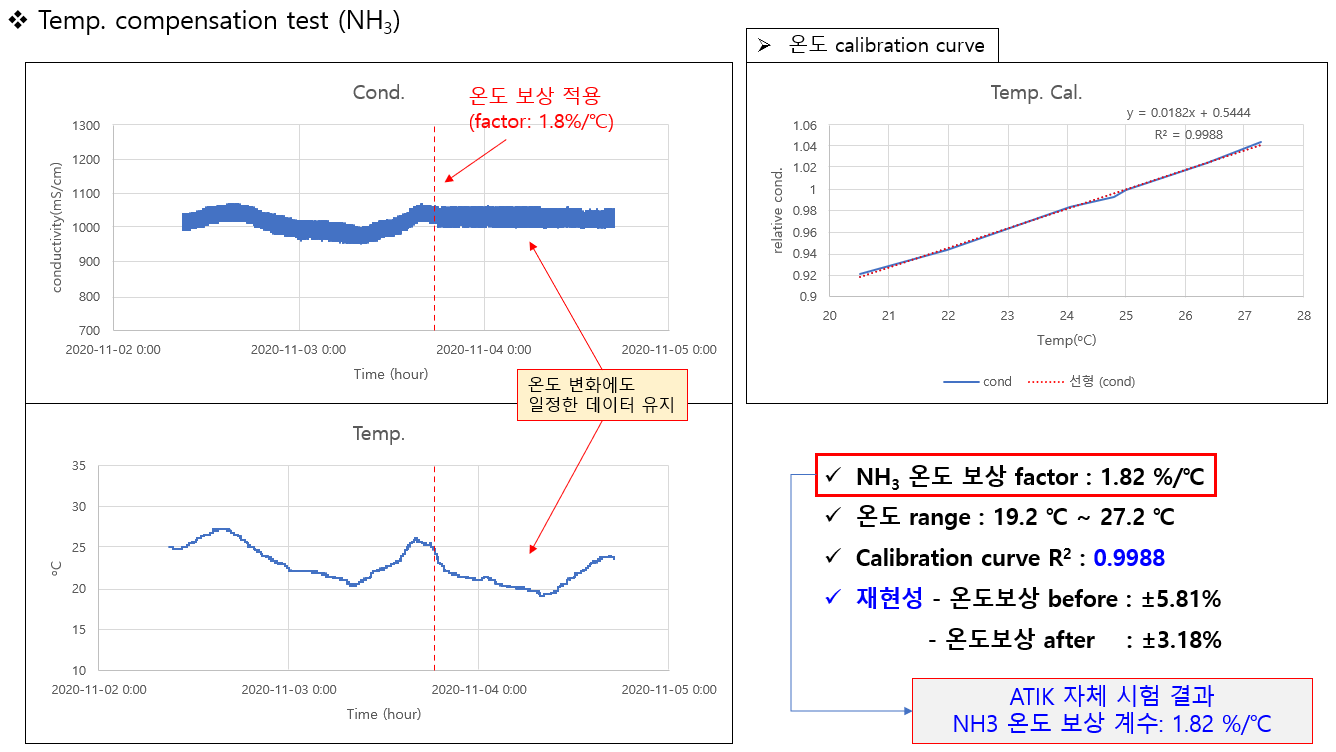 ❖ Temp. compensation test (NH₃)
Cond.
온도 보상 적용
(factor: 1.8%/℃)
1300
1200
1100
1000
900
800
700
conductivity(mS/cm)
2020-11-02 0:00 2020-11-03 0:00 2020-11-04 0:00 2020-11-05 0:00
Time (hour)
온도 변화에도
일정한 데이터 유지
Temp.
35
30
25
20
15
10
ºC
2020-11-02 0:00 2020-11-03 0:00 2020-11-04 0:00 2020-11-05 0:00
Time (hour)
➢ 온도 calibration curve
Temp. Cal.
y = 0.0182x + 0.5444
R² = 0.9988
1.06
1.04
1.02
1
0.98
0.96
0.94
0.92
0.9
relative cond.
20 21 22 23 24 25 26 27 28
Temp(ºC)
cond 선형 (cond)
✓ NH₃ 온도 보상 factor : 1.82 %/℃
✓ 온도 range : 19.2 ℃ ~ 27.2 ℃
✓ Calibration curve R² : 0.9988
✓ 재현성 - 온도보상 before : ±5.81%
- 온도보상 after : ±3.18%
ATIK 자체 시험 결과
NH3 온도 보상 계수: 1.82 %/℃